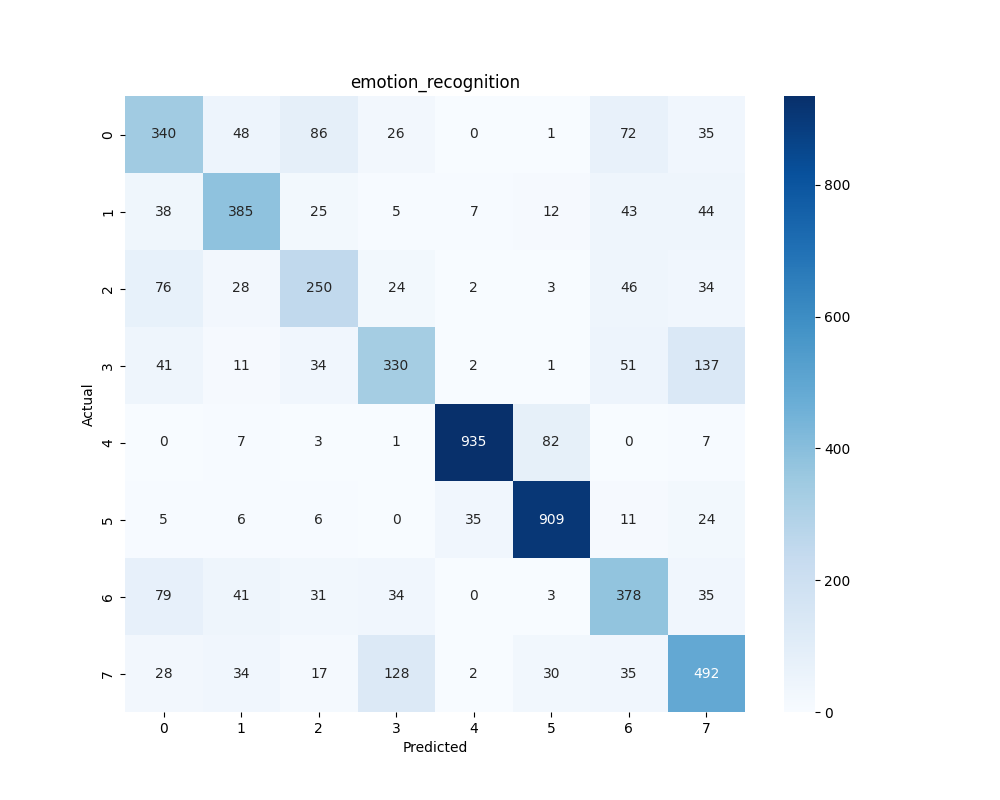 emotion_recognition
0 340 48 86 26 0 1 72 35
1 38 385 25 5 7 12 43 44
2 76 28 250 24 2 3 46 34
3 41 11 34 330 2 1 51 137
4 0 7 3 1 935 82 0 7
5 5 6 6 0 35 909 11 24
6 79 41 31 34 0 3 378 35
7 28 34 17 128 2 30 35 492
0 1 2 3 4 5 6 7
Predicted
Actual
800
600
400
200
0